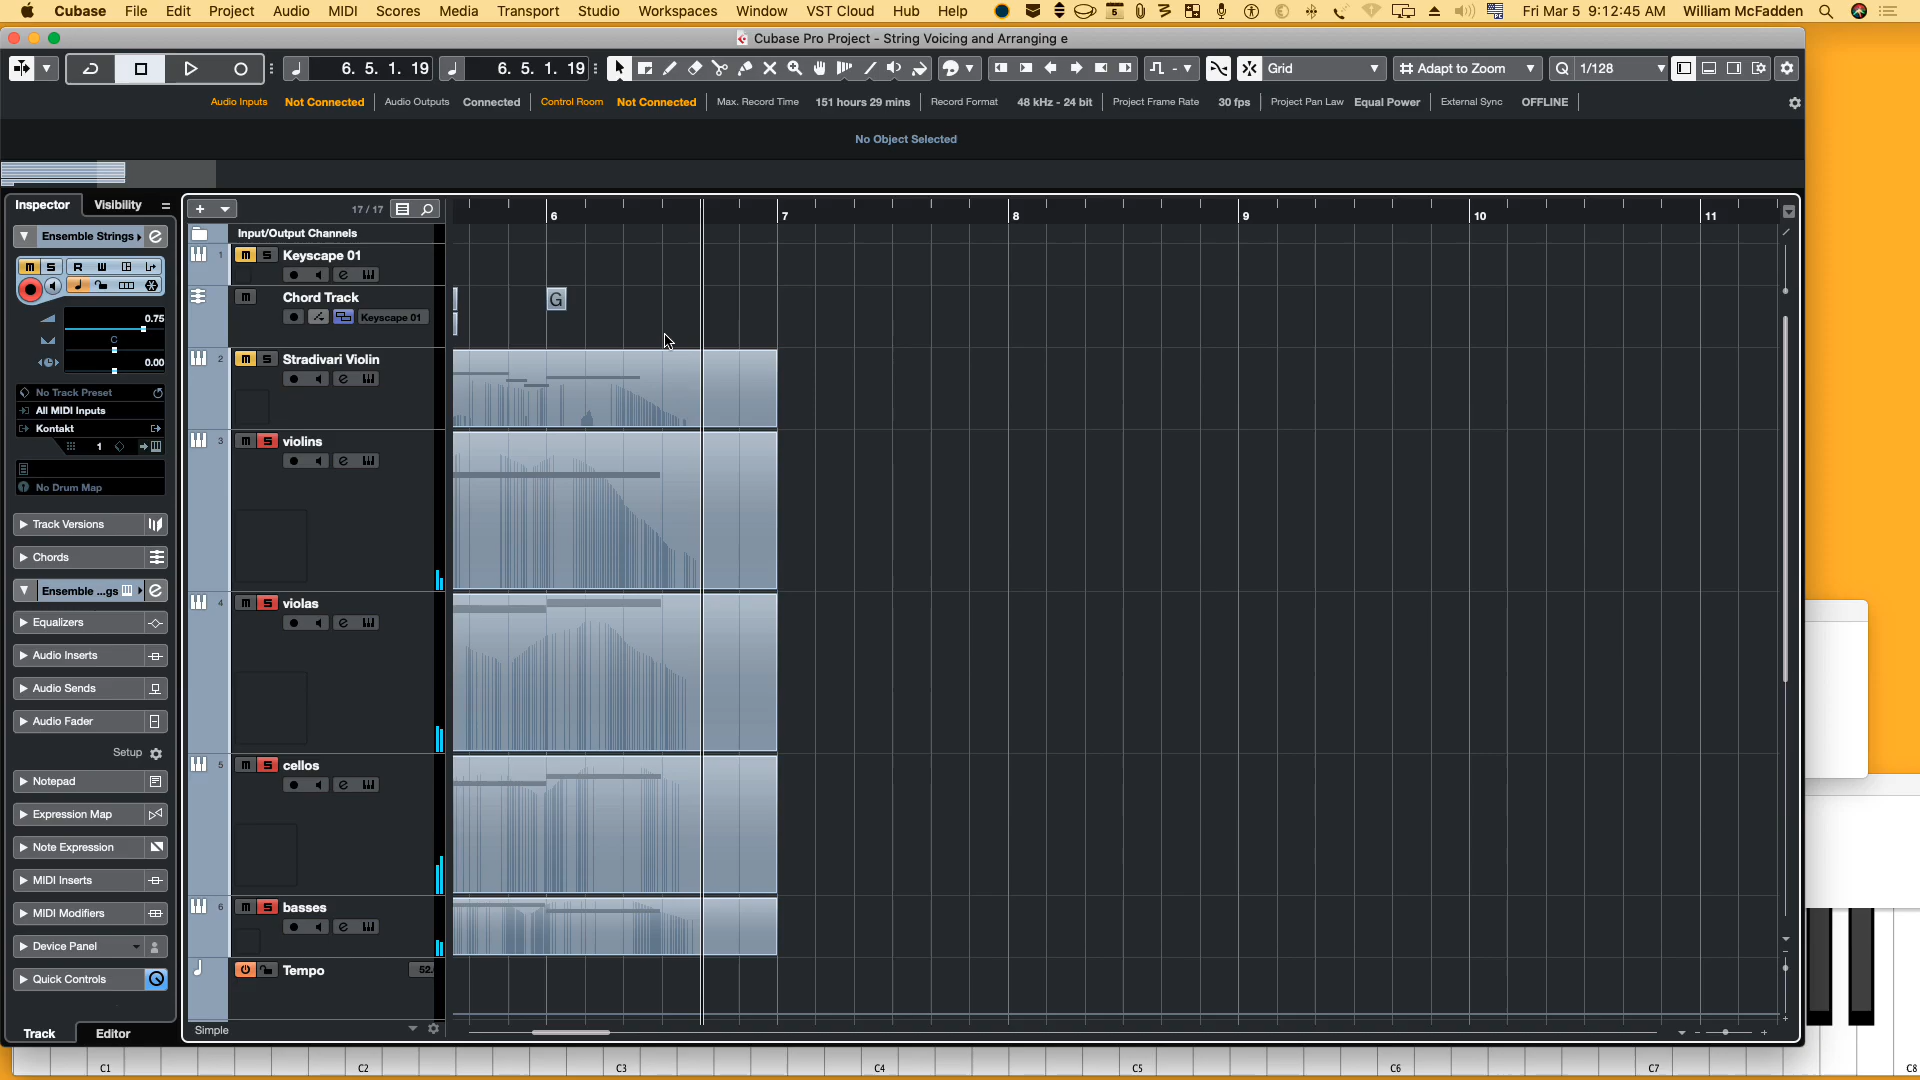 Cubase File Edit Project Audio MIDI Scores Media Transport Studio Workspaces Window VST Cloud Hub Help 5 Fri Mar 5 9:12:45 AM William McFadden
Cubase Pro Project - String Voicing and Arranging e
6. 5. 1. 19 6. 5. 1. 19 Grid Adapt to Zoom Q 1/128
Audio Inputs Not Connected Audio Outputs Connected Control Room Not Connected Max. Record Time 151 hours 29 mins Record Format 48 kHz - 24 bit Project Frame Rate 30 fps Project Pan Law Equal Power External Sync OFFLINE
No Object Selected
Inspector Visibility
17 / 17
6 7 8 9 10 11
Ensemble Strings
Input/Output Channels
1 m S Keyscape 01
m S R W
m Chord Track
Keyscape 01
G
0.75
C
0.00
2 m S Stradivari Violin
No Track Preset
All MIDI Inputs
Kontakt
1
3 m S violins
No Drum Map
Track Versions
Chords
Ensemble ...gs
4 m S violas
Equalizers
Audio Inserts
Audio Sends
Audio Fader
Setup
5 m S cellos
Notepad
Expression Map
Note Expression
MIDI Inserts
6 m S basses
MIDI Modifiers
Device Panel
Tempo 52.
Quick Controls
Track Editor
Simple
C1 C2 C3 C4 C5 C6 C7 C8